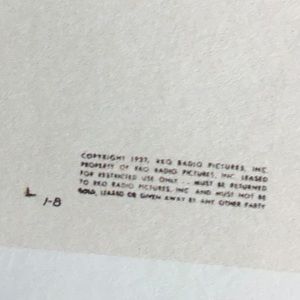 COPYRIGHT 1937, RKO RADIO PICTURES, INC.
PROPERTY OF RKO RADIO PICTURES, INC. LEASED
FOR RESTRICTED USE ONLY -- MUST BE RETURNED
TO RKO RADIO PICTURES, INC. AND MUST NOT BE
SOLD, LEASED OR GIVEN AWAY BY ANY OTHER PARTY
L 1-B